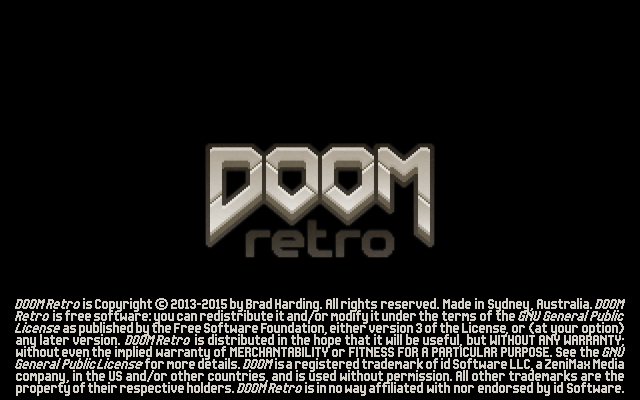 DOOM
retro
DOOM Retro is Copyright © 2013-2015 by Brad Harding. All rights reserved. Made in Sydney, Australia. DOOM
Retro is free software: you can redistribute it and/or modify it under the terms of the GNU General Public
License as published by the Free Software Foundation, either version 3 of the License, or (at your option)
any later version. DOOM Retro is distributed in the hope that it will be useful, but WITHOUT ANY WARRANTY;
without even the implied warranty of MERCHANTABILITY or FITNESS FOR A PARTICULAR PURPOSE. See the GNU
General Public License for more details. DOOM is a registered trademark of id Software LLC, a ZeniMax Media
company, in the US and/or other countries, and is used without permission. All other trademarks are the
property of their respective holders. DOOM Retro is in no way affiliated with nor endorsed by id Software.